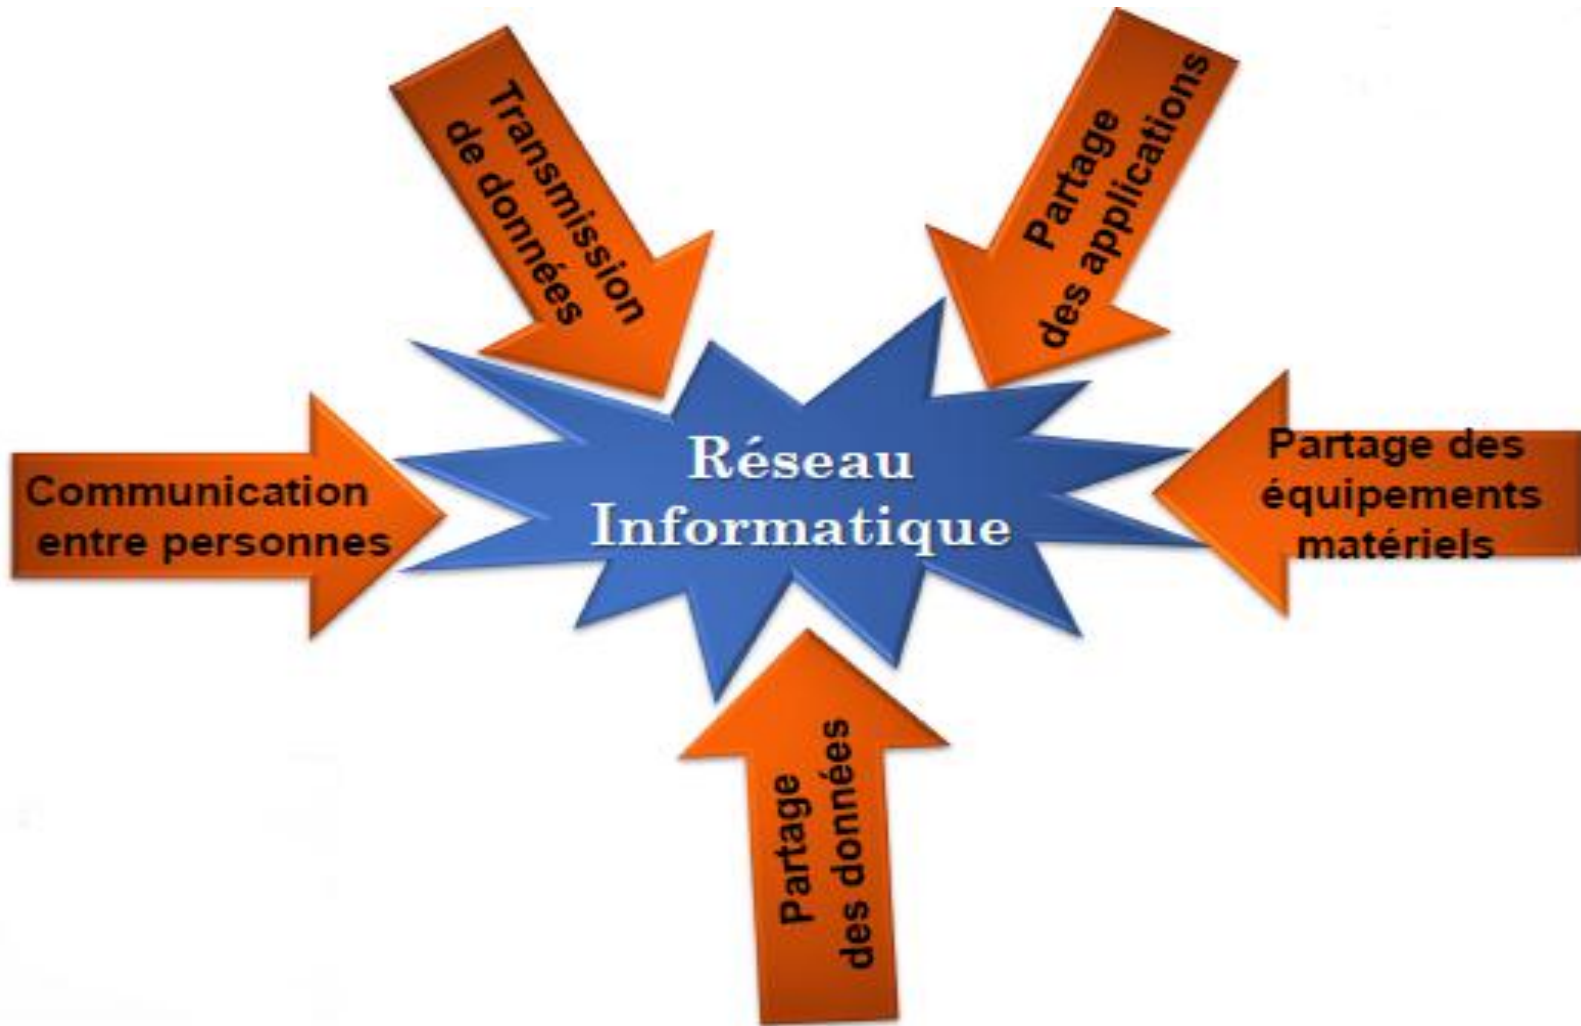 Transmission
de données
Partage
des applications
Communication
entre personnes
Réseau
Informatique
Partage des
équipements
matériels
Partage
des données